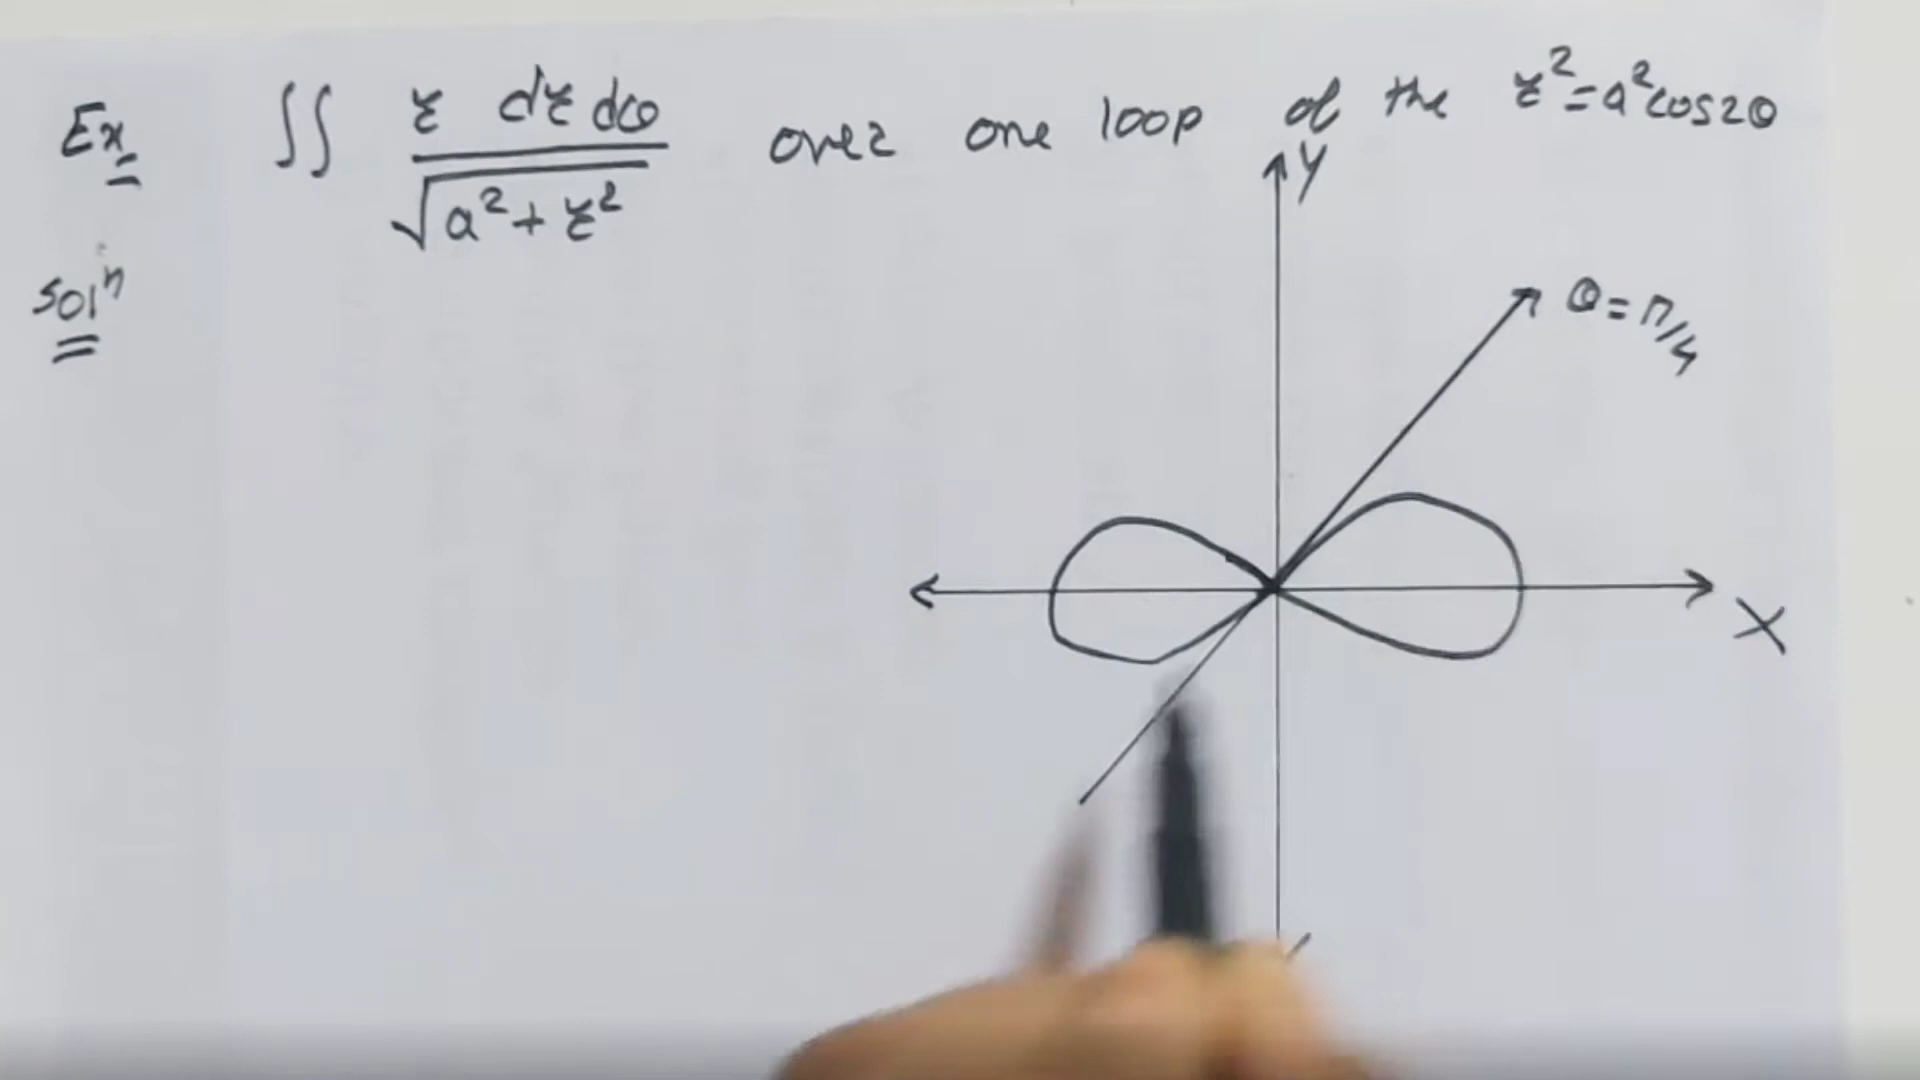 Ex ∬ r dr dθ / √(a² + r²) over one loop of the r² = a² cos2θ
Y
solⁿ
θ = π/4
X